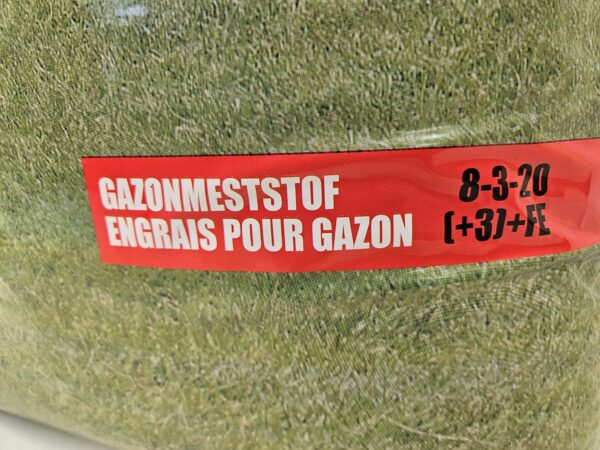 GAZONMESTSTOF
ENGRAIS POUR GAZON
8-3-20
(+3)+FE